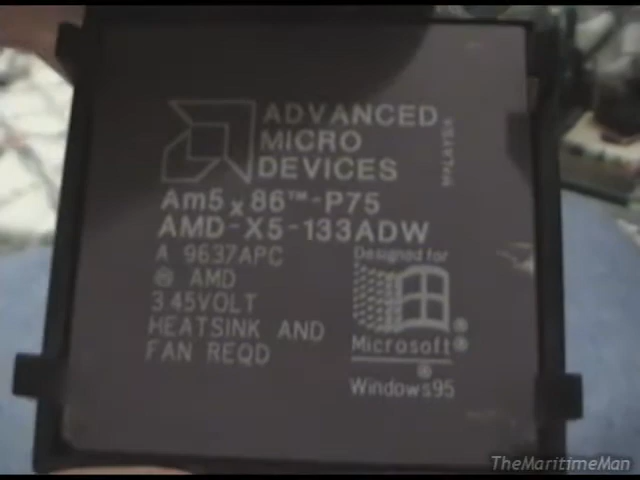 ADVANCED
MICRO
DEVICES
MALAYSIA
Am5x86™-P75
AMD-X5-133ADW
A 9637APC
Ⓜ AMD
3.45VOLT
HEATSINK AND
FAN REQD
Designed for
Microsoft®
®
Windows95
TheMaritimeMan